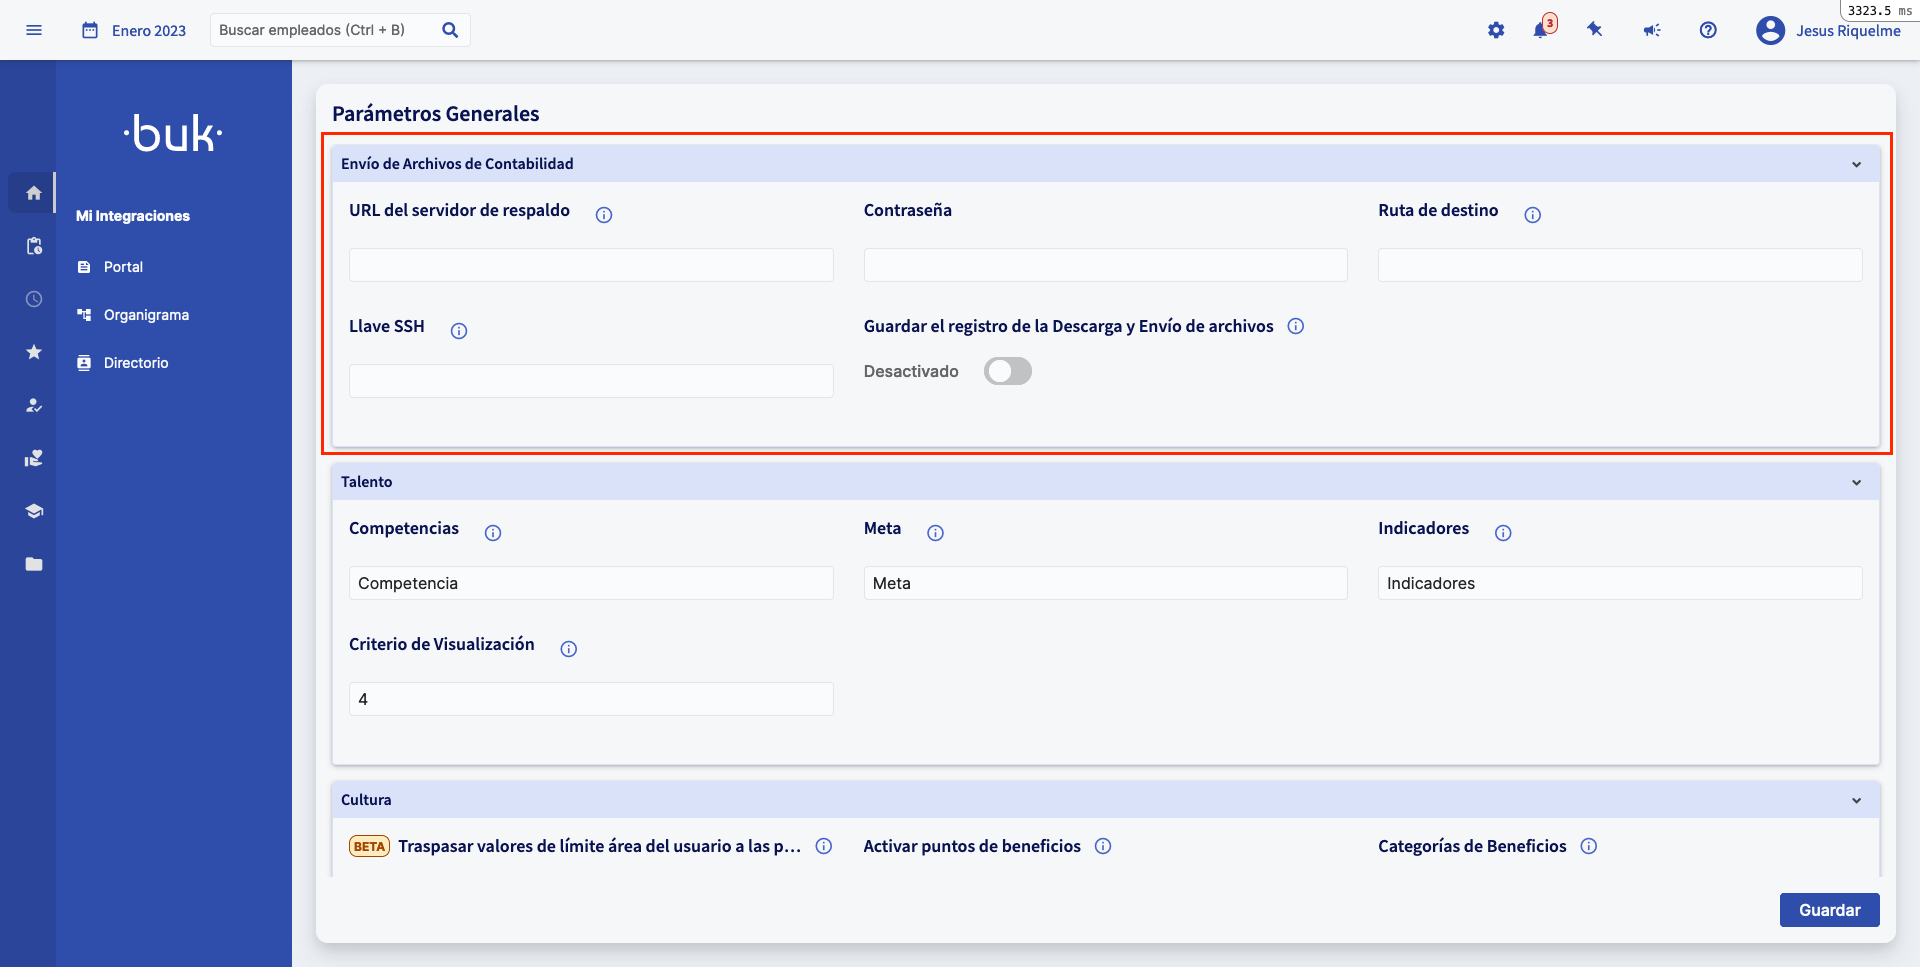 Enero 2023
Buscar empleados (Ctrl + B)
3
3323.5 ms
Jesus Riquelme
·buk·
Mi Integraciones
Portal
Organigrama
Directorio
Parámetros Generales
Envío de Archivos de Contabilidad
URL del servidor de respaldo
Contraseña
Ruta de destino
Llave SSH
Guardar el registro de la Descarga y Envío de archivos
Desactivado
Talento
Competencias
Meta
Indicadores
Competencia
Meta
Indicadores
Criterio de Visualización
4
Cultura
BETA Traspasar valores de límite área del usuario a las p...
Activar puntos de beneficios
Categorías de Beneficios
Guardar